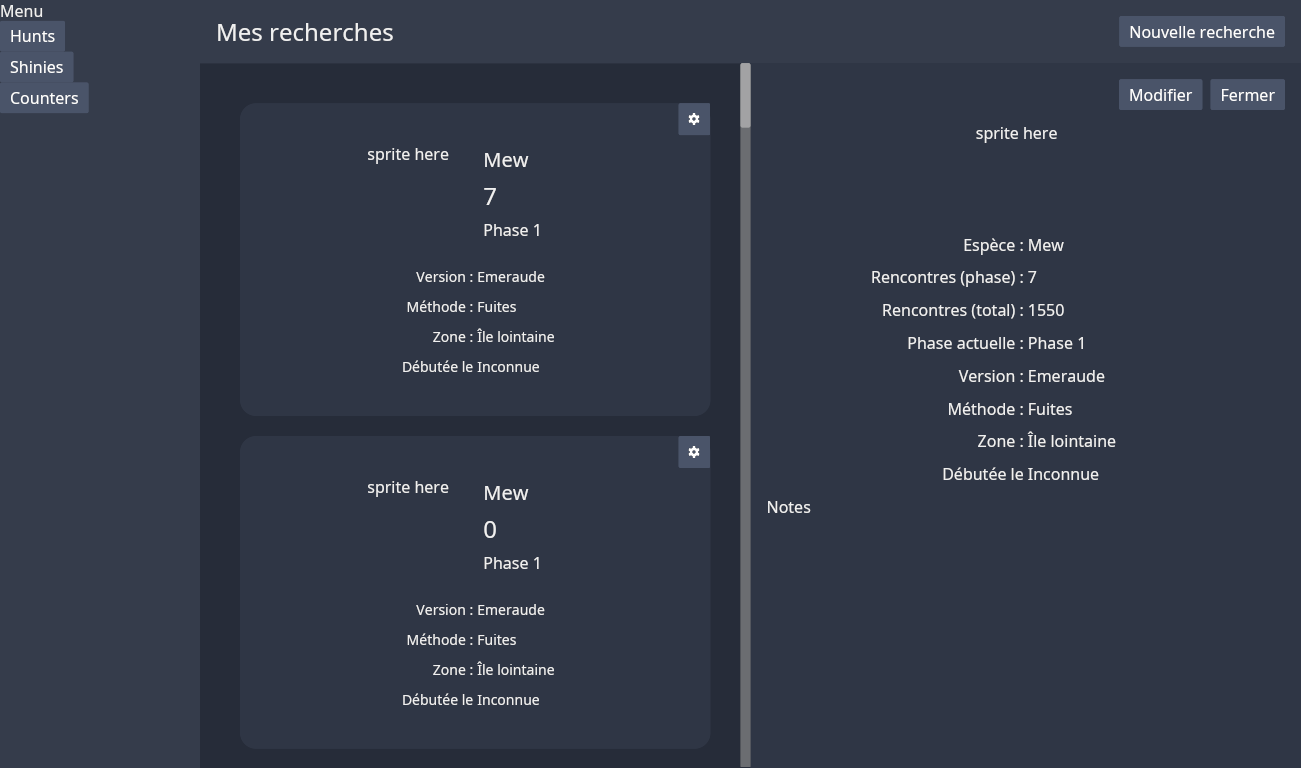 Menu
Hunts
Shinies
Counters
Mes recherches
Nouvelle recherche
sprite here
Mew
7
Phase 1
Version : Emeraude
Méthode : Fuites
Zone : Île lointaine
Débutée le Inconnue
sprite here
Mew
0
Phase 1
Version : Emeraude
Méthode : Fuites
Zone : Île lointaine
Débutée le Inconnue
Modifier
Fermer
sprite here
Espèce : Mew
Rencontres (phase) : 7
Rencontres (total) : 1550
Phase actuelle : Phase 1
Version : Emeraude
Méthode : Fuites
Zone : Île lointaine
Débutée le Inconnue
Notes